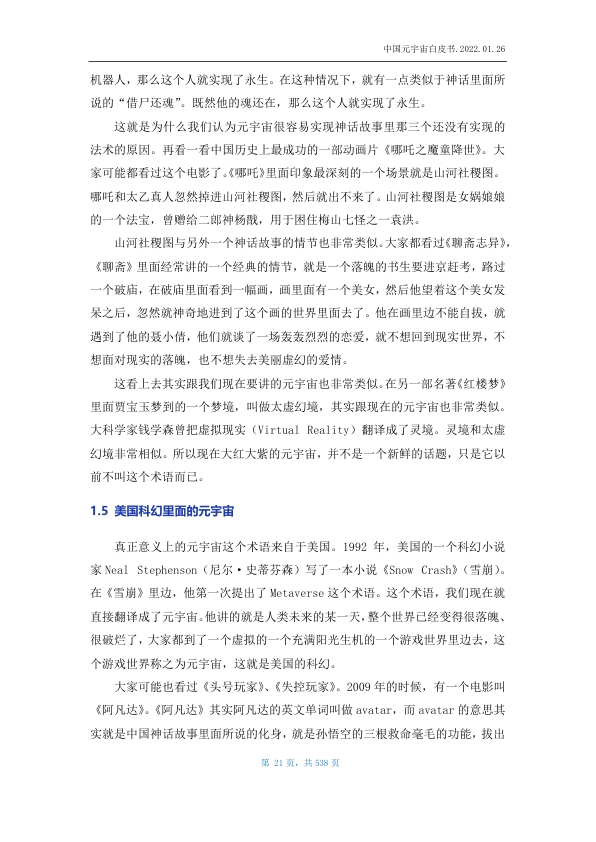 中国元宇宙白皮书.2022.01.26
机器人，那么这个人就实现了永生。在这种情况下，就有一点类似于神话里面所
说的“借尸还魂”。既然他的魂还在，那么这个人就实现了永生。
这就是为什么我们认为元宇宙很容易实现神话故事里那三个还没有实现的
法术的原因。再看一看中国历史上最成功的一部动画片《哪吒之魔童降世》。大
家可能都看过这个电影了。《哪吒》里面印象最深刻的一个场景就是山河社稷图。
哪吒和太乙真人忽然掉进山河社稷图，然后就出不来了。山河社稷图是女娲娘娘
的一个法宝，曾赠给二郎神杨戬，用于困住梅山七怪之一袁洪。
山河社稷图与另外一个神话故事的情节也非常类似。大家都看过《聊斋志异》，
《聊斋》里面经常讲的一个经典的情节，就是一个落魄的书生要进京赶考，路过
一个破庙，在破庙里面看到一幅画，画里面有一个美女，然后他望着这个美女发
呆之后，忽然就神奇地进到了这个画的世界里面去了。他在画里边不能自拔，就
遇到了他的聂小倩，他们就谈了一场轰轰烈烈的恋爱，就不想回到现实世界，不
想面对现实的落魄，也不想失去美丽虚幻的爱情。
这看上去其实跟我们现在要讲的元宇宙也非常类似。在另一部名著《红楼梦》
里面贾宝玉梦到的一个梦境，叫做太虚幻境，其实跟现在的元宇宙也非常类似。
大科学家钱学森曾把虚拟现实（Virtual Reality）翻译成了灵境。灵境和太虚
幻境非常相似。所以现在大红大紫的元宇宙，并不是一个新鲜的话题，只是它以
前不叫这个术语而已。
1.5 美国科幻里面的元宇宙
真正意义上的元宇宙这个术语来自于美国。1992 年，美国的一个科幻小说
家 Neal Stephenson（尼尔·史蒂芬森）写了一本小说《Snow Crash》（雪崩）。
在《雪崩》里边，他第一次提出了 Metaverse 这个术语。这个术语，我们现在就
直接翻译成了元宇宙。他讲的就是人类未来的某一天，整个世界已经变得很落魄、
很破烂了，大家都到了一个虚拟的一个充满阳光生机的一个游戏世界里边去，这
个游戏世界称之为元宇宙，这就是美国的科幻。
大家可能也看过《头号玩家》、《失控玩家》。2009 年的时候，有一个电影叫
《阿凡达》。《阿凡达》其实阿凡达的英文单词叫做 avatar，而 avatar 的意思其
实就是中国神话故事里面所说的化身，就是孙悟空的三根救命毫毛的功能，拔出
第 21 页，共 538 页